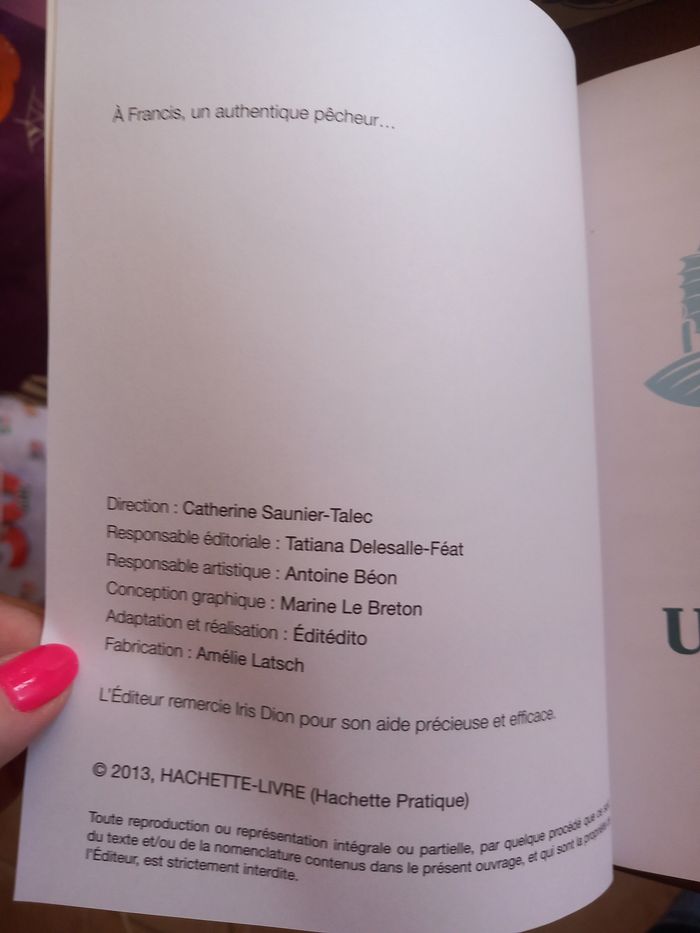 À Francis, un authentique pêcheur...
Direction : Catherine Saunier-Talec
Responsable éditoriale : Tatiana Delesalle-Féat
Responsable artistique : Antoine Béon
Conception graphique : Marine Le Breton
Adaptation et réalisation : Éditédito
Fabrication : Amélie Latsch
L'Éditeur remercie Iris Dion pour son aide précieuse et efficace.
© 2013, HACHETTE-LIVRE (Hachette Pratique)
Toute reproduction ou représentation intégrale ou partielle, par quelque procédé que ce
du texte et/ou de la nomenclature contenus dans le présent ouvrage, et qui sont la
l'Éditeur, est strictement interdite.
U